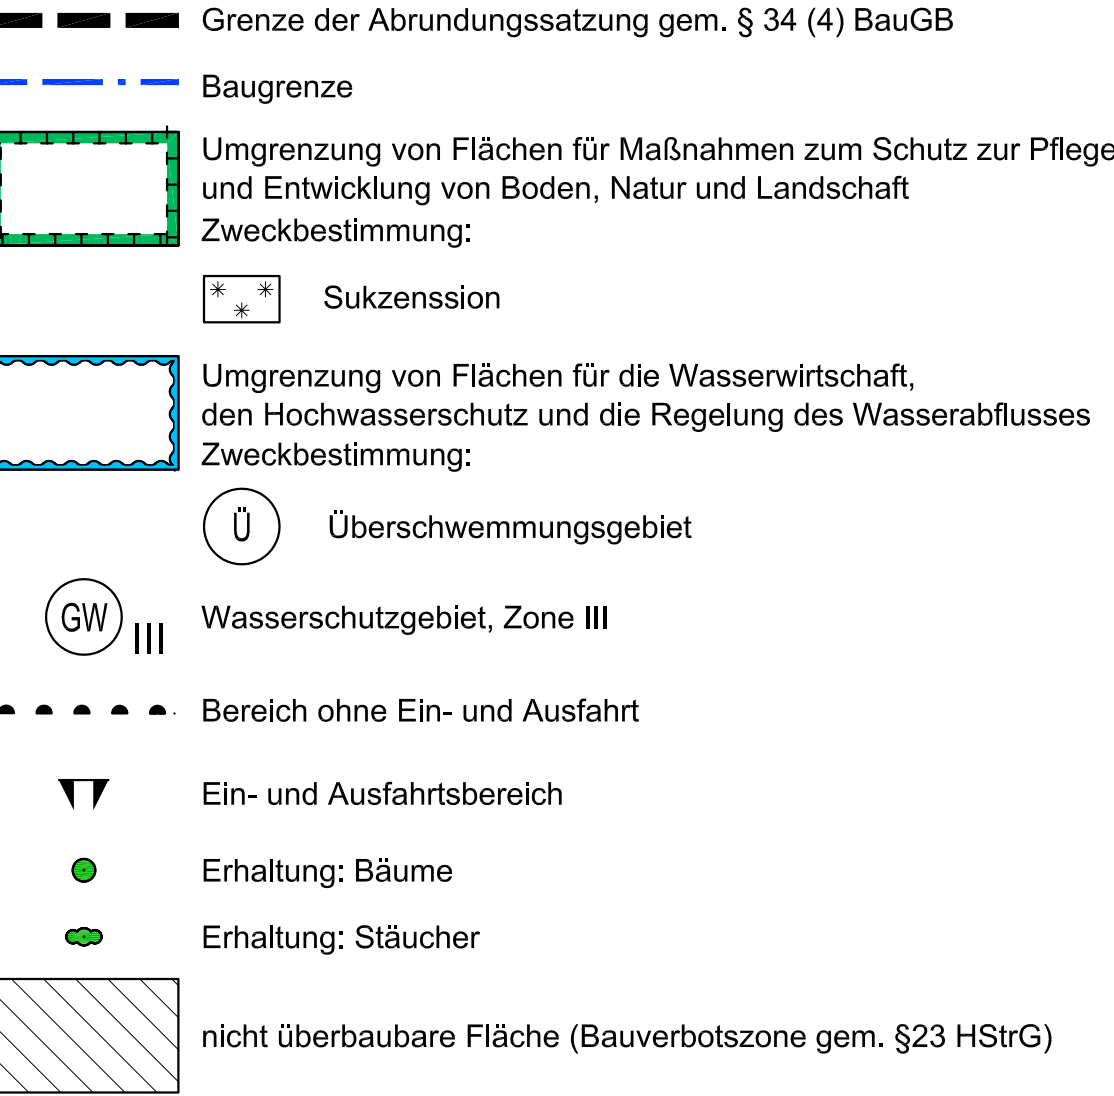 Grenze der Abrundungssatzung gem. § 34 (4) BauGB
Baugrenze
Umgrenzung von Flächen für Maßnahmen zum Schutz zur Pflege
und Entwicklung von Boden, Natur und Landschaft
Zweckbestimmung:
Sukzenssion
Umgrenzung von Flächen für die Wasserwirtschaft,
den Hochwasserschutz und die Regelung des Wasserabflusses
Zweckbestimmung:
Ü Überschwemmungsgebiet
GW III Wasserschutzgebiet, Zone III
Bereich ohne Ein- und Ausfahrt
Ein- und Ausfahrtsbereich
Erhaltung: Bäume
Erhaltung: Stäucher
nicht überbaubare Fläche (Bauverbotszone gem. §23 HStrG)